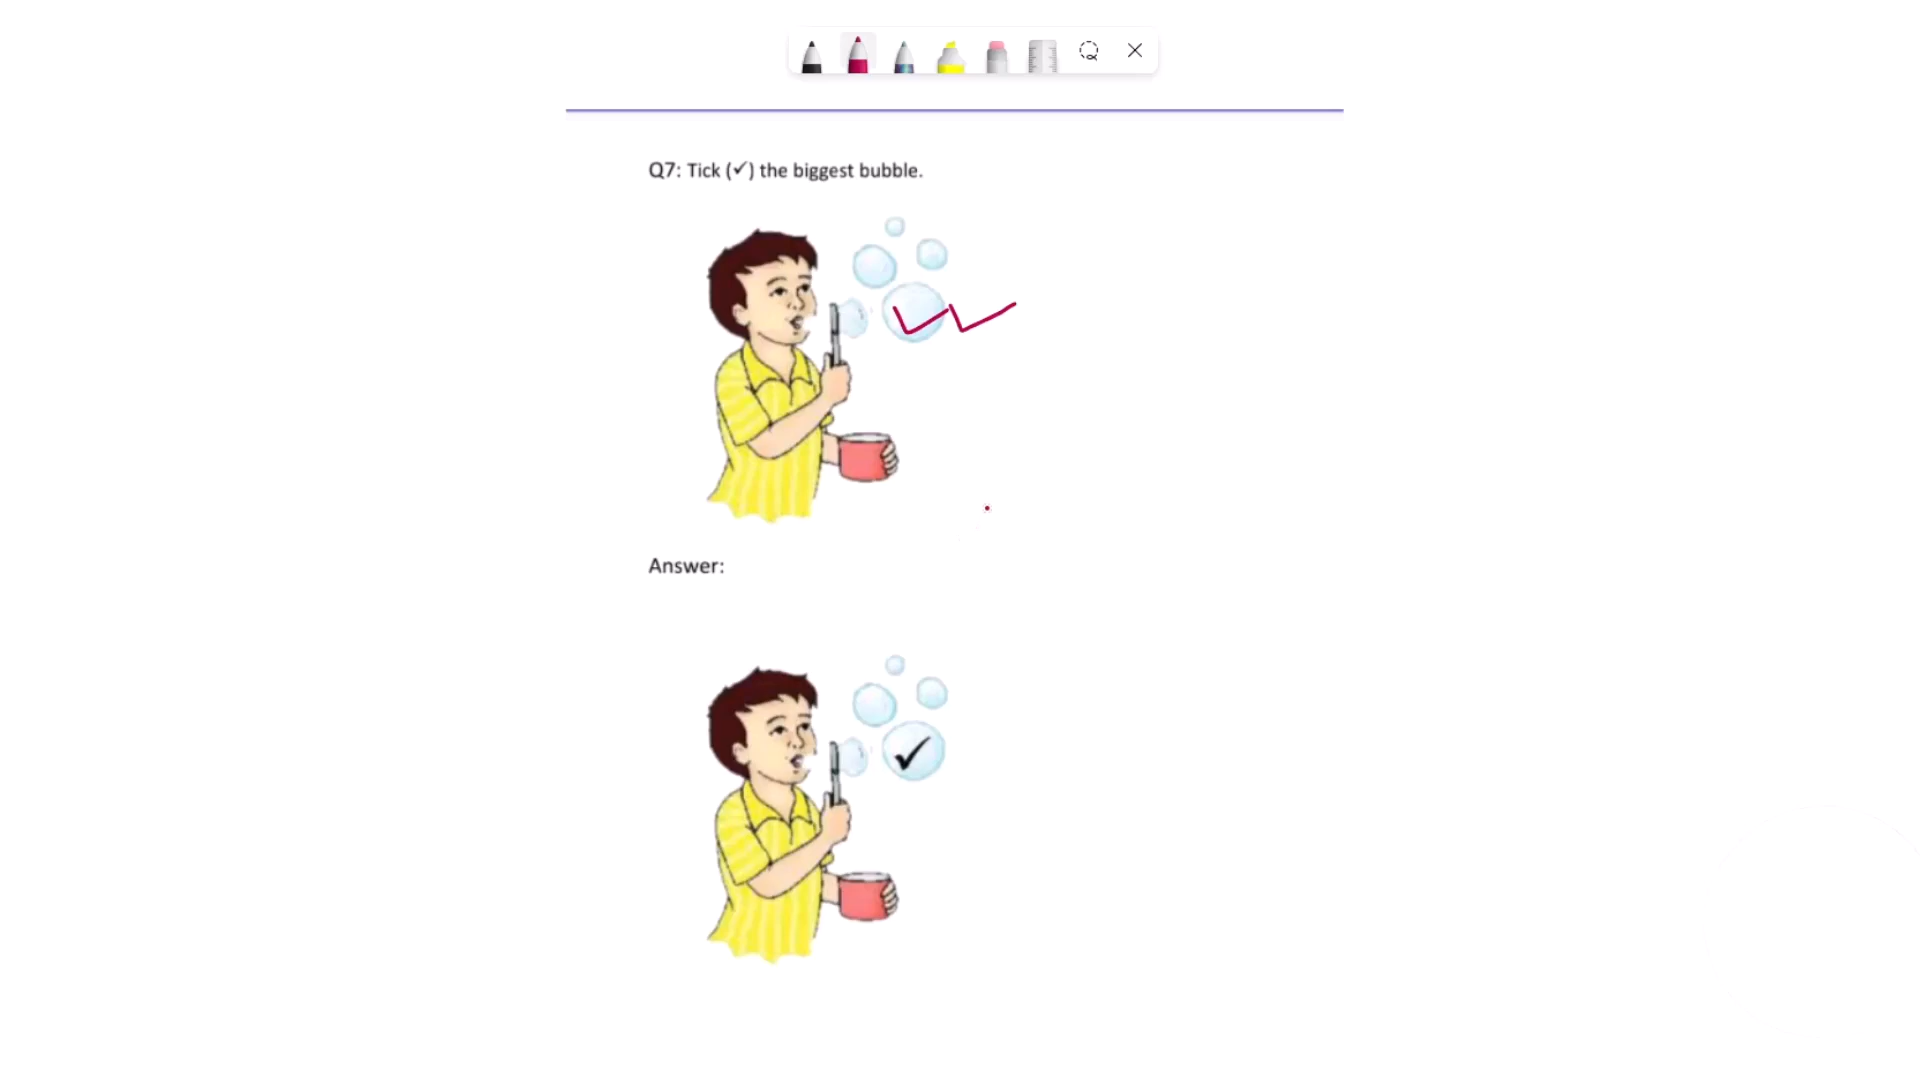 Q7: Tick (✓) the biggest bubble.
Answer: